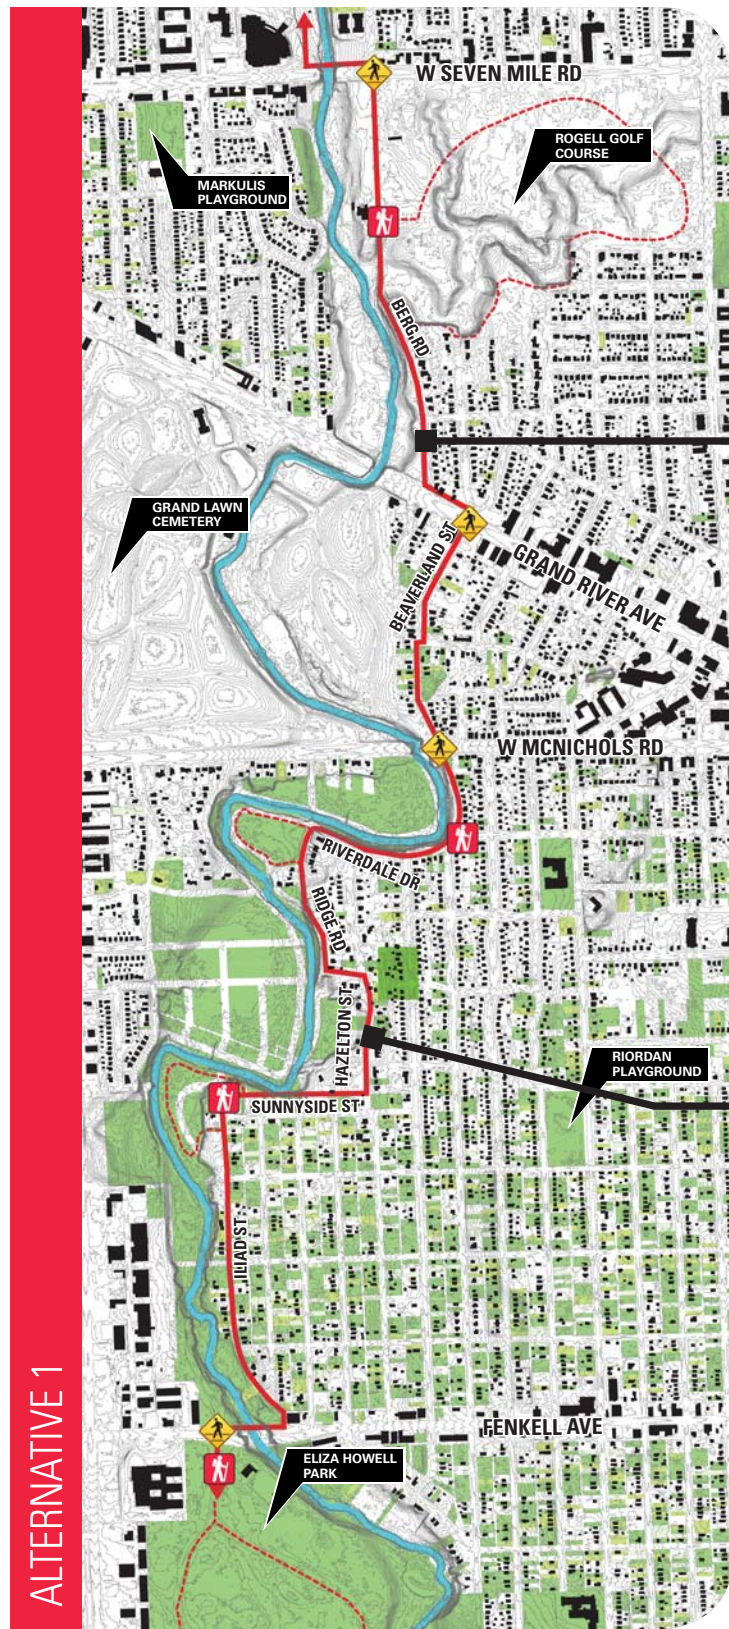 W SEVEN MILE RD
ROGELL GOLF
COURSE
MARKULIS
PLAYGROUND
BERG RD
GRAND LAWN
CEMETERY
BEAVERLAND ST
GRAND RIVER AVE
W MCNICHOLS RD
RIVERDALE DR
RIDGE RD
HAZELTON ST
RIORDAN
PLAYGROUND
SUNNYSIDE ST
ILIAD ST
FENKELL AVE
ELIZA HOWELL
PARK
ALTERNATIVE 1